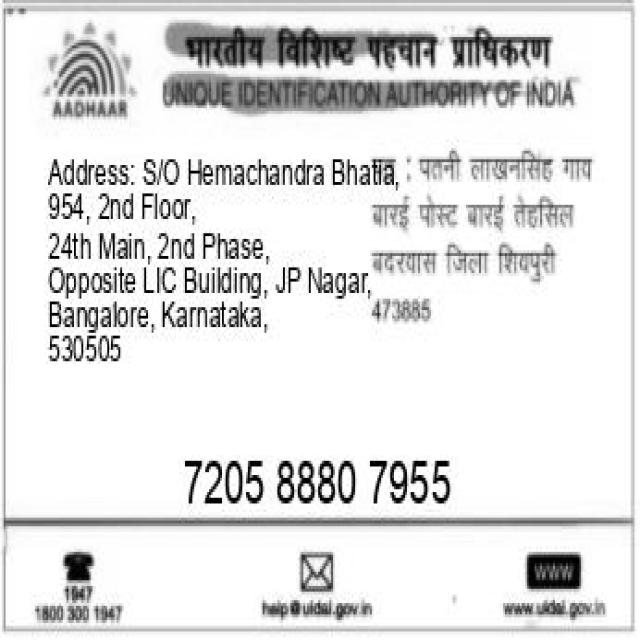 भारतीय विशिष्ट पहचान प्राधिकरण
AADHAAR
UNIQUE IDENTIFICATION AUTHORITY OF INDIA
Address: S/O Hemachandra Bhatia,
954, 2nd Floor,
24th Main, 2nd Phase,
Opposite LIC Building, JP Nagar,
Bangalore, Karnataka,
530505
: पतनी लाखनसिंह गाय
बारई पोस्ट बारई तेहसिल
बदरवास जिला शिवपुरी
473885
7205 8880 7955
1947
1800 300 1947
help@uidai.gov.in
WWW
www.uidai.gov.in